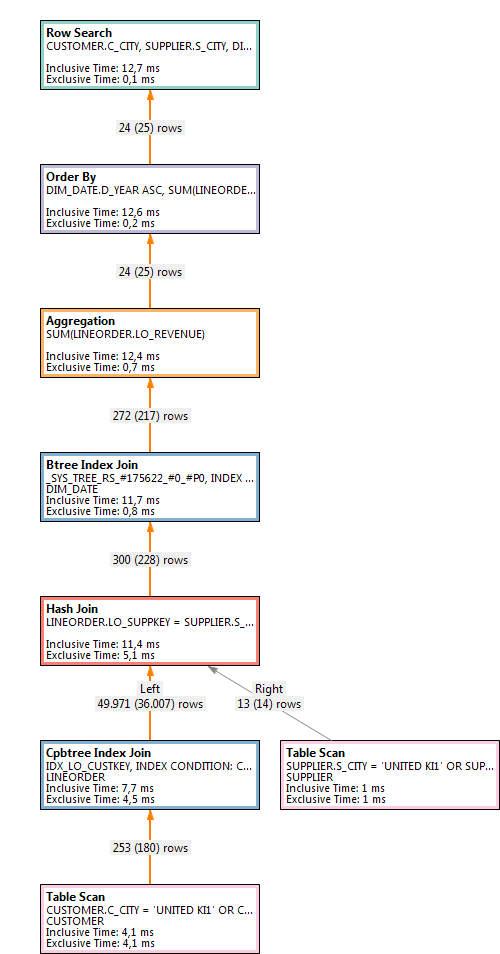 Row Search
CUSTOMER.C_CITY, SUPPLIER.S_CITY, DI...
Inclusive Time: 12,7 ms
Exclusive Time: 0,1 ms
24 (25) rows
Order By
DIM_DATE.D_YEAR ASC, SUM(LINEORDE...
Inclusive Time: 12,6 ms
Exclusive Time: 0,2 ms
24 (25) rows
Aggregation
SUM(LINEORDER.LO_REVENUE)
Inclusive Time: 12,4 ms
Exclusive Time: 0,7 ms
272 (217) rows
Btree Index Join
_SYS_TREE_RS_#175622_#0_#P0, INDEX ...
DIM_DATE
Inclusive Time: 11,7 ms
Exclusive Time: 0,8 ms
300 (228) rows
Hash Join
LINEORDER.LO_SUPPKEY = SUPPLIER.S_...
Inclusive Time: 11,4 ms
Exclusive Time: 5,1 ms
Left
49.971 (36.007) rows
Right
13 (14) rows
Cpbtree Index Join
IDX_LO_CUSTKEY, INDEX CONDITION: C...
LINEORDER
Inclusive Time: 7,7 ms
Exclusive Time: 4,5 ms
Table Scan
SUPPLIER.S_CITY = 'UNITED KI1' OR SUP...
SUPPLIER
Inclusive Time: 1 ms
Exclusive Time: 1 ms
253 (180) rows
Table Scan
CUSTOMER.C_CITY = 'UNITED KI1' OR C...
CUSTOMER
Inclusive Time: 4,1 ms
Exclusive Time: 4,1 ms